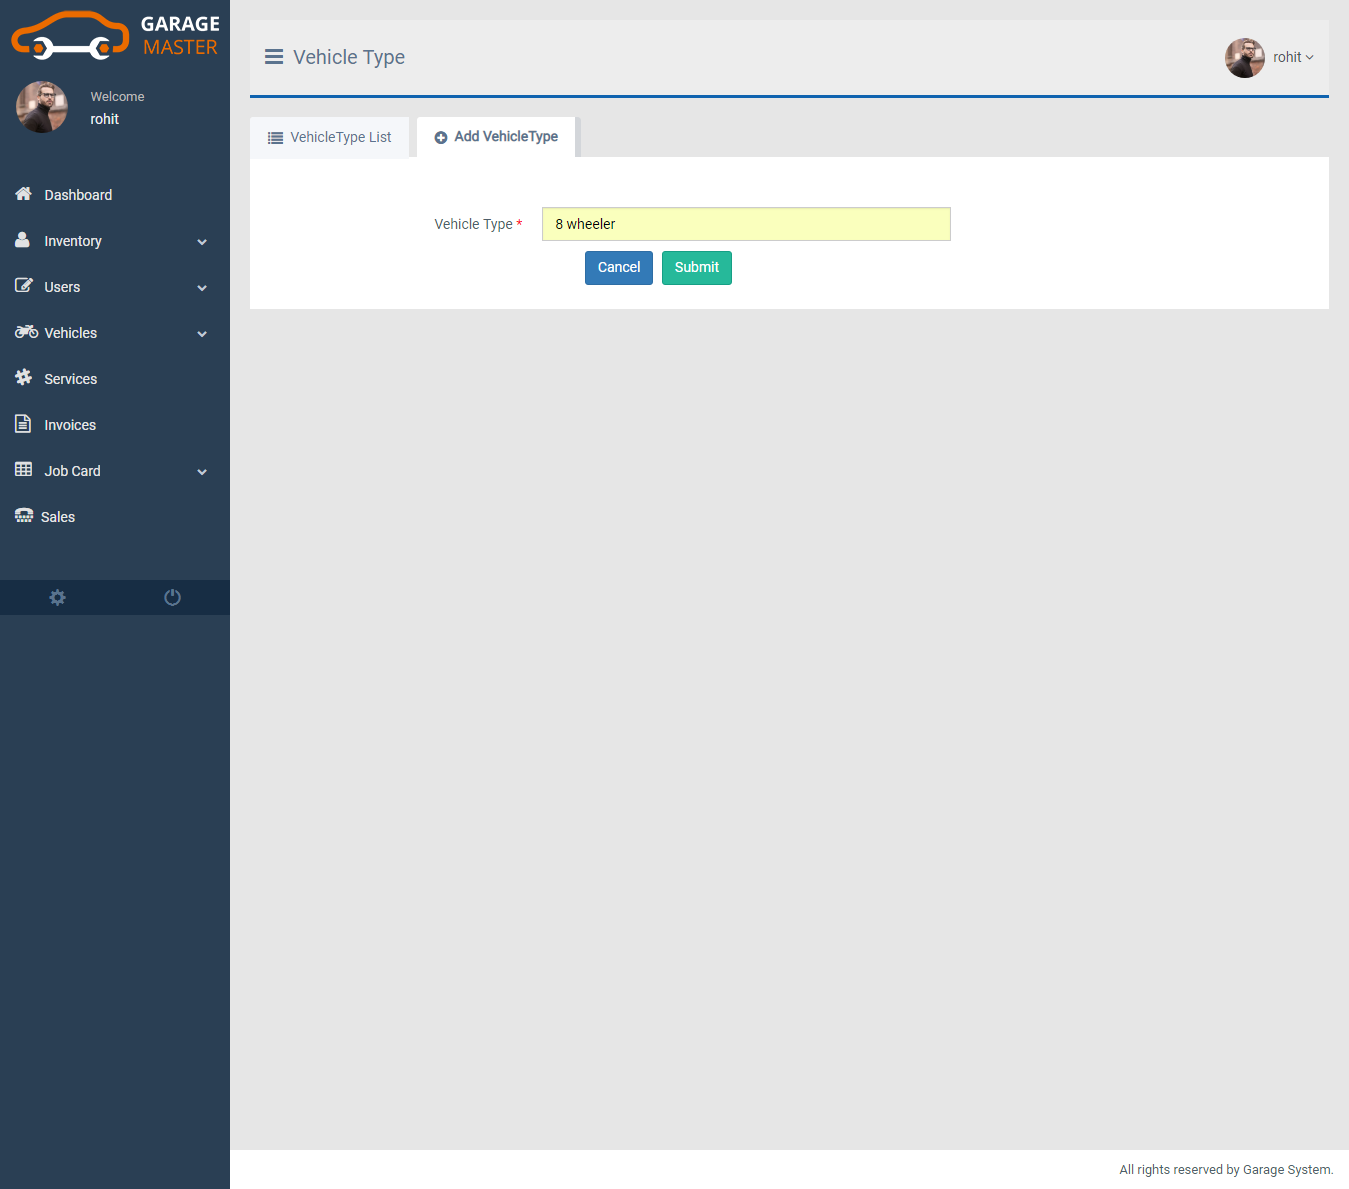 GARAGE
MASTER
Welcome
rohit
Dashboard
Inventory
Users
Vehicles
Services
Invoices
Job Card
Sales
Vehicle Type
rohit
VehicleType List
Add VehicleType
Vehicle Type *
8 wheeler
Cancel
Submit
All rights reserved by Garage System.